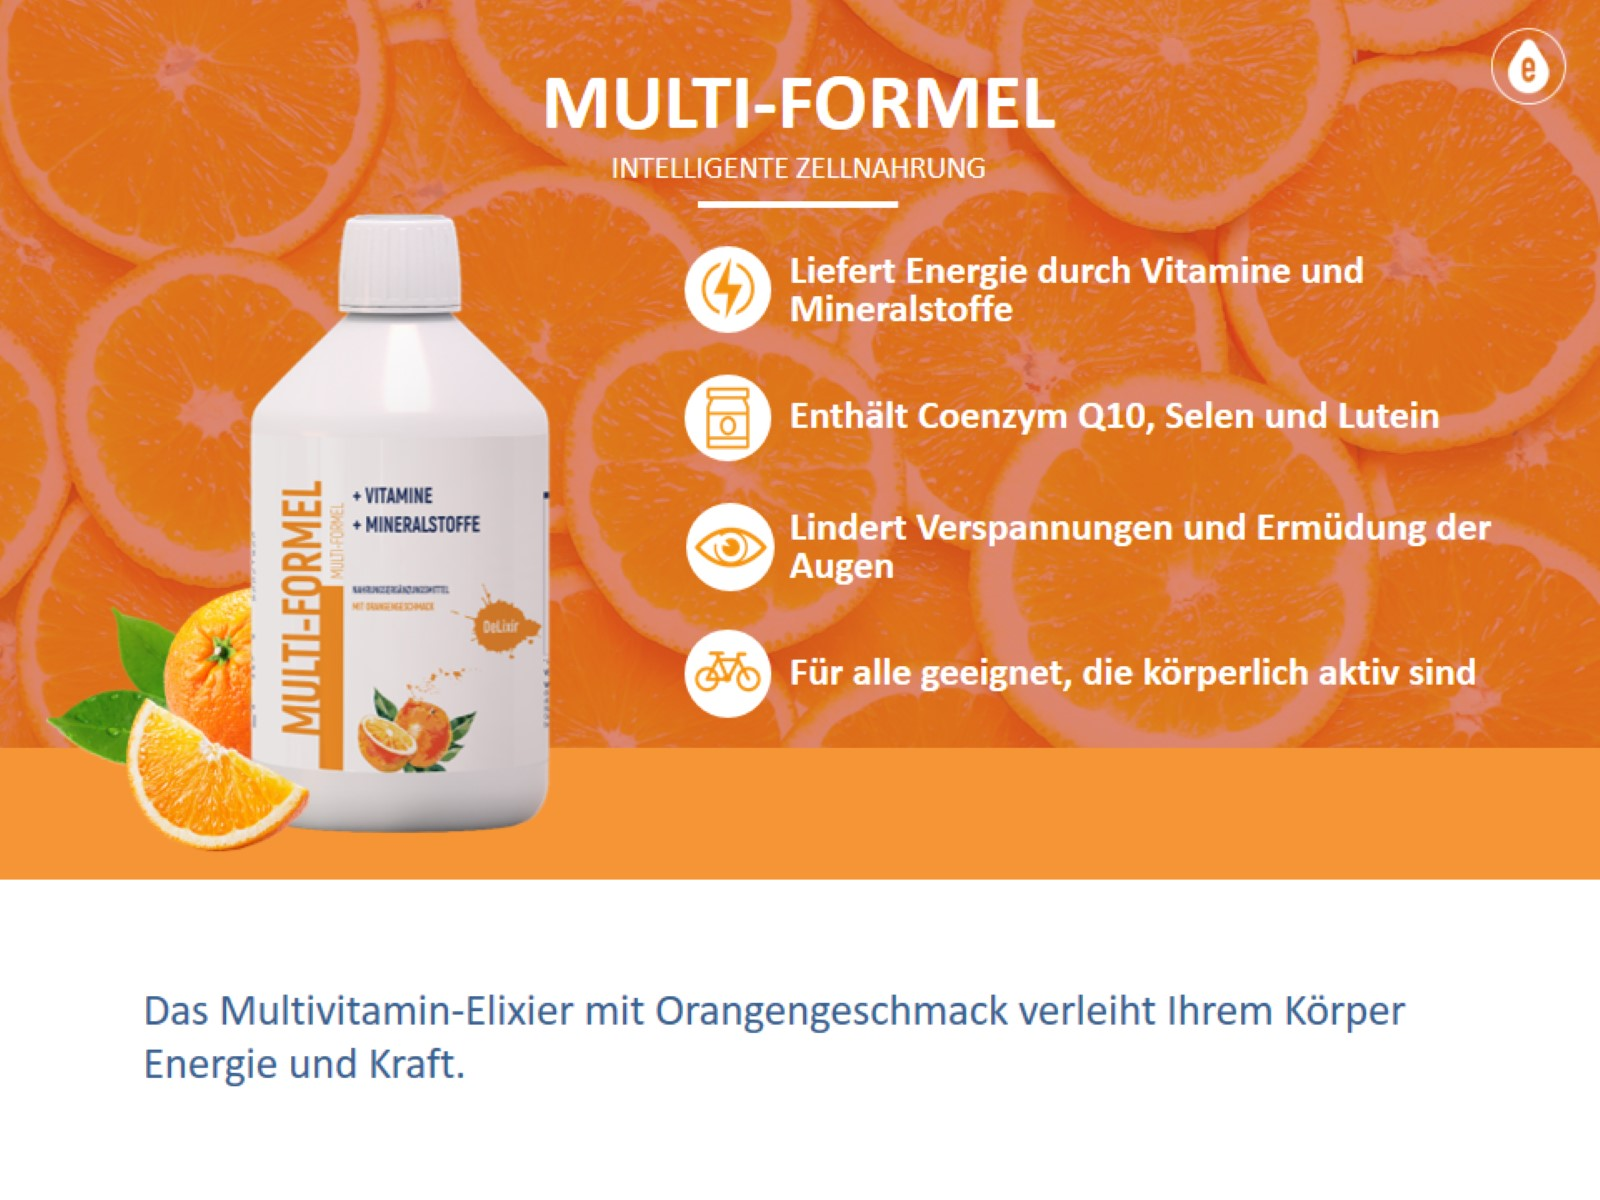 MULTI-FORMEL
INTELLIGENTE ZELLNAHRUNG
e
Liefert Energie durch Vitamine und
Mineralstoffe
Enthält Coenzym Q10, Selen und Lutein
Lindert Verspannungen und Ermüdung der
Augen
Für alle geeignet, die körperlich aktiv sind
MULTI-FORMEL
MULTI-FORMEL
+ VITAMINE
+ MINERALSTOFFE
NAHRUNGSERGÄNZUNGSMITTEL
MIT ORANGENGESCHMACK
DeLixir
Das Multivitamin-Elixier mit Orangengeschmack verleiht Ihrem Körper
Energie und Kraft.